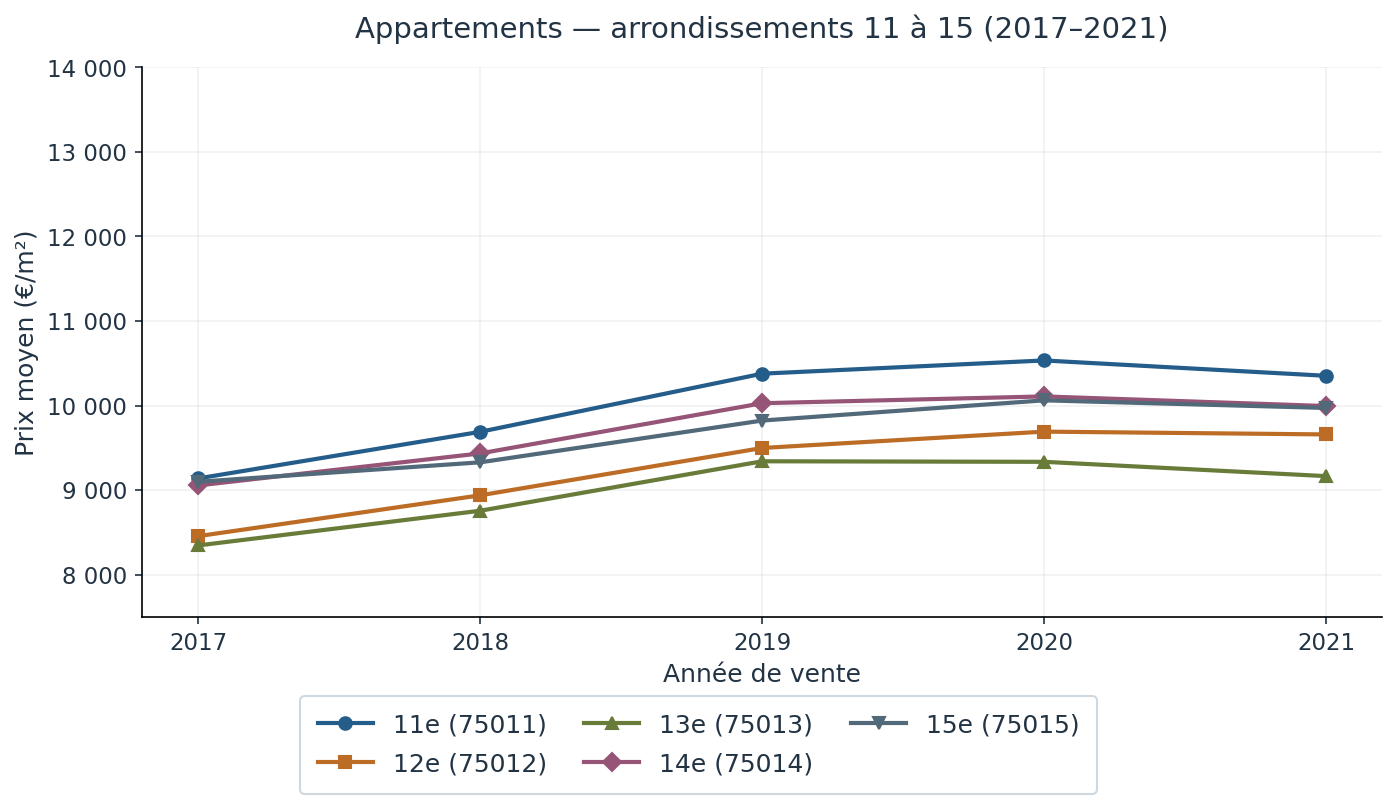 Appartements — arrondissements 11 à 15 (2017–2021)
Prix moyen (€/m²)
14 000
13 000
12 000
11 000
10 000
9 000
8 000
2017 2018 2019 2020 2021
Année de vente
11e (75011) 13e (75013) 15e (75015)
12e (75012) 14e (75014)